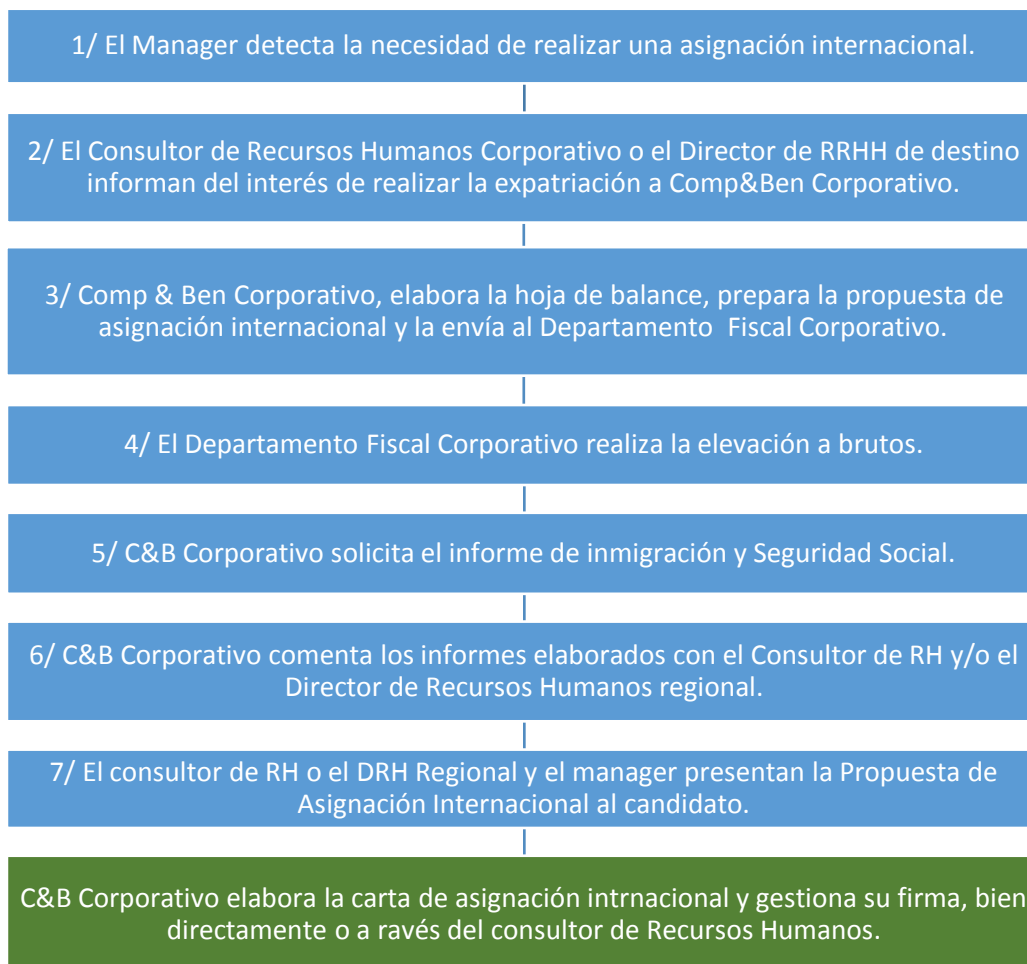 1/ El Manager detecta la necesidad de realizar una asignación internacional.
2/ El Consultor de Recursos Humanos Corporativo o el Director de RRHH de destino
informan del interés de realizar la expatriación a Comp&Ben Corporativo.
3/ Comp & Ben Corporativo, elabora la hoja de balance, prepara la propuesta de
asignación internacional y la envía al Departamento Fiscal Corporativo.
4/ El Departamento Fiscal Corporativo realiza la elevación a brutos.
5/ C&B Corporativo solicita el informe de inmigración y Seguridad Social.
6/ C&B Corporativo comenta los informes elaborados con el Consultor de RH y/o el
Director de Recursos Humanos regional.
7/ El consultor de RH o el DRH Regional y el manager presentan la Propuesta de
Asignación Internacional al candidato.
C&B Corporativo elabora la carta de asignación intrnacional y gestiona su firma, bien
directamente o a ravés del consultor de Recursos Humanos.